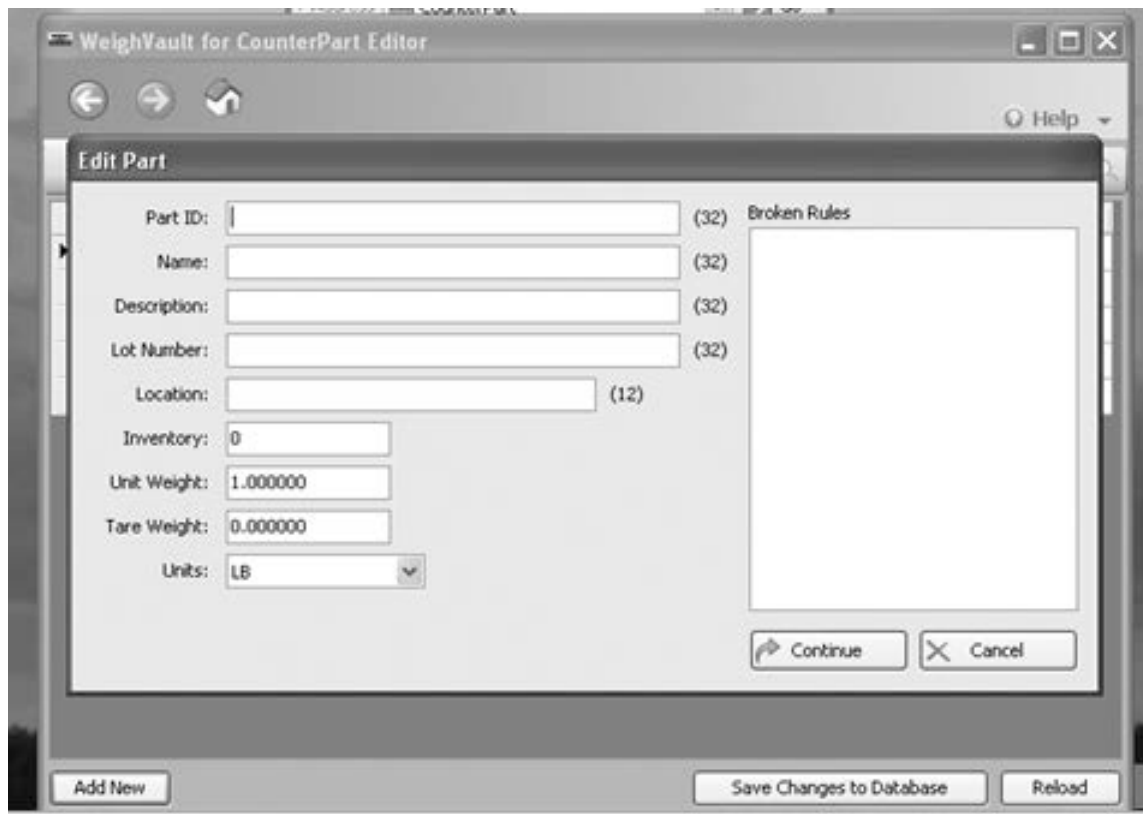 WeighVault for CounterPart Editor
Help
Edit Part
Part ID: (32)
Name: (32)
Description: (32)
Lot Number: (32)
Location: (12)
Inventory: 0
Unit Weight: 1.000000
Tare Weight: 0.000000
Units: LB
Broken Rules
Continue
Cancel
Add New
Save Changes to Database
Reload